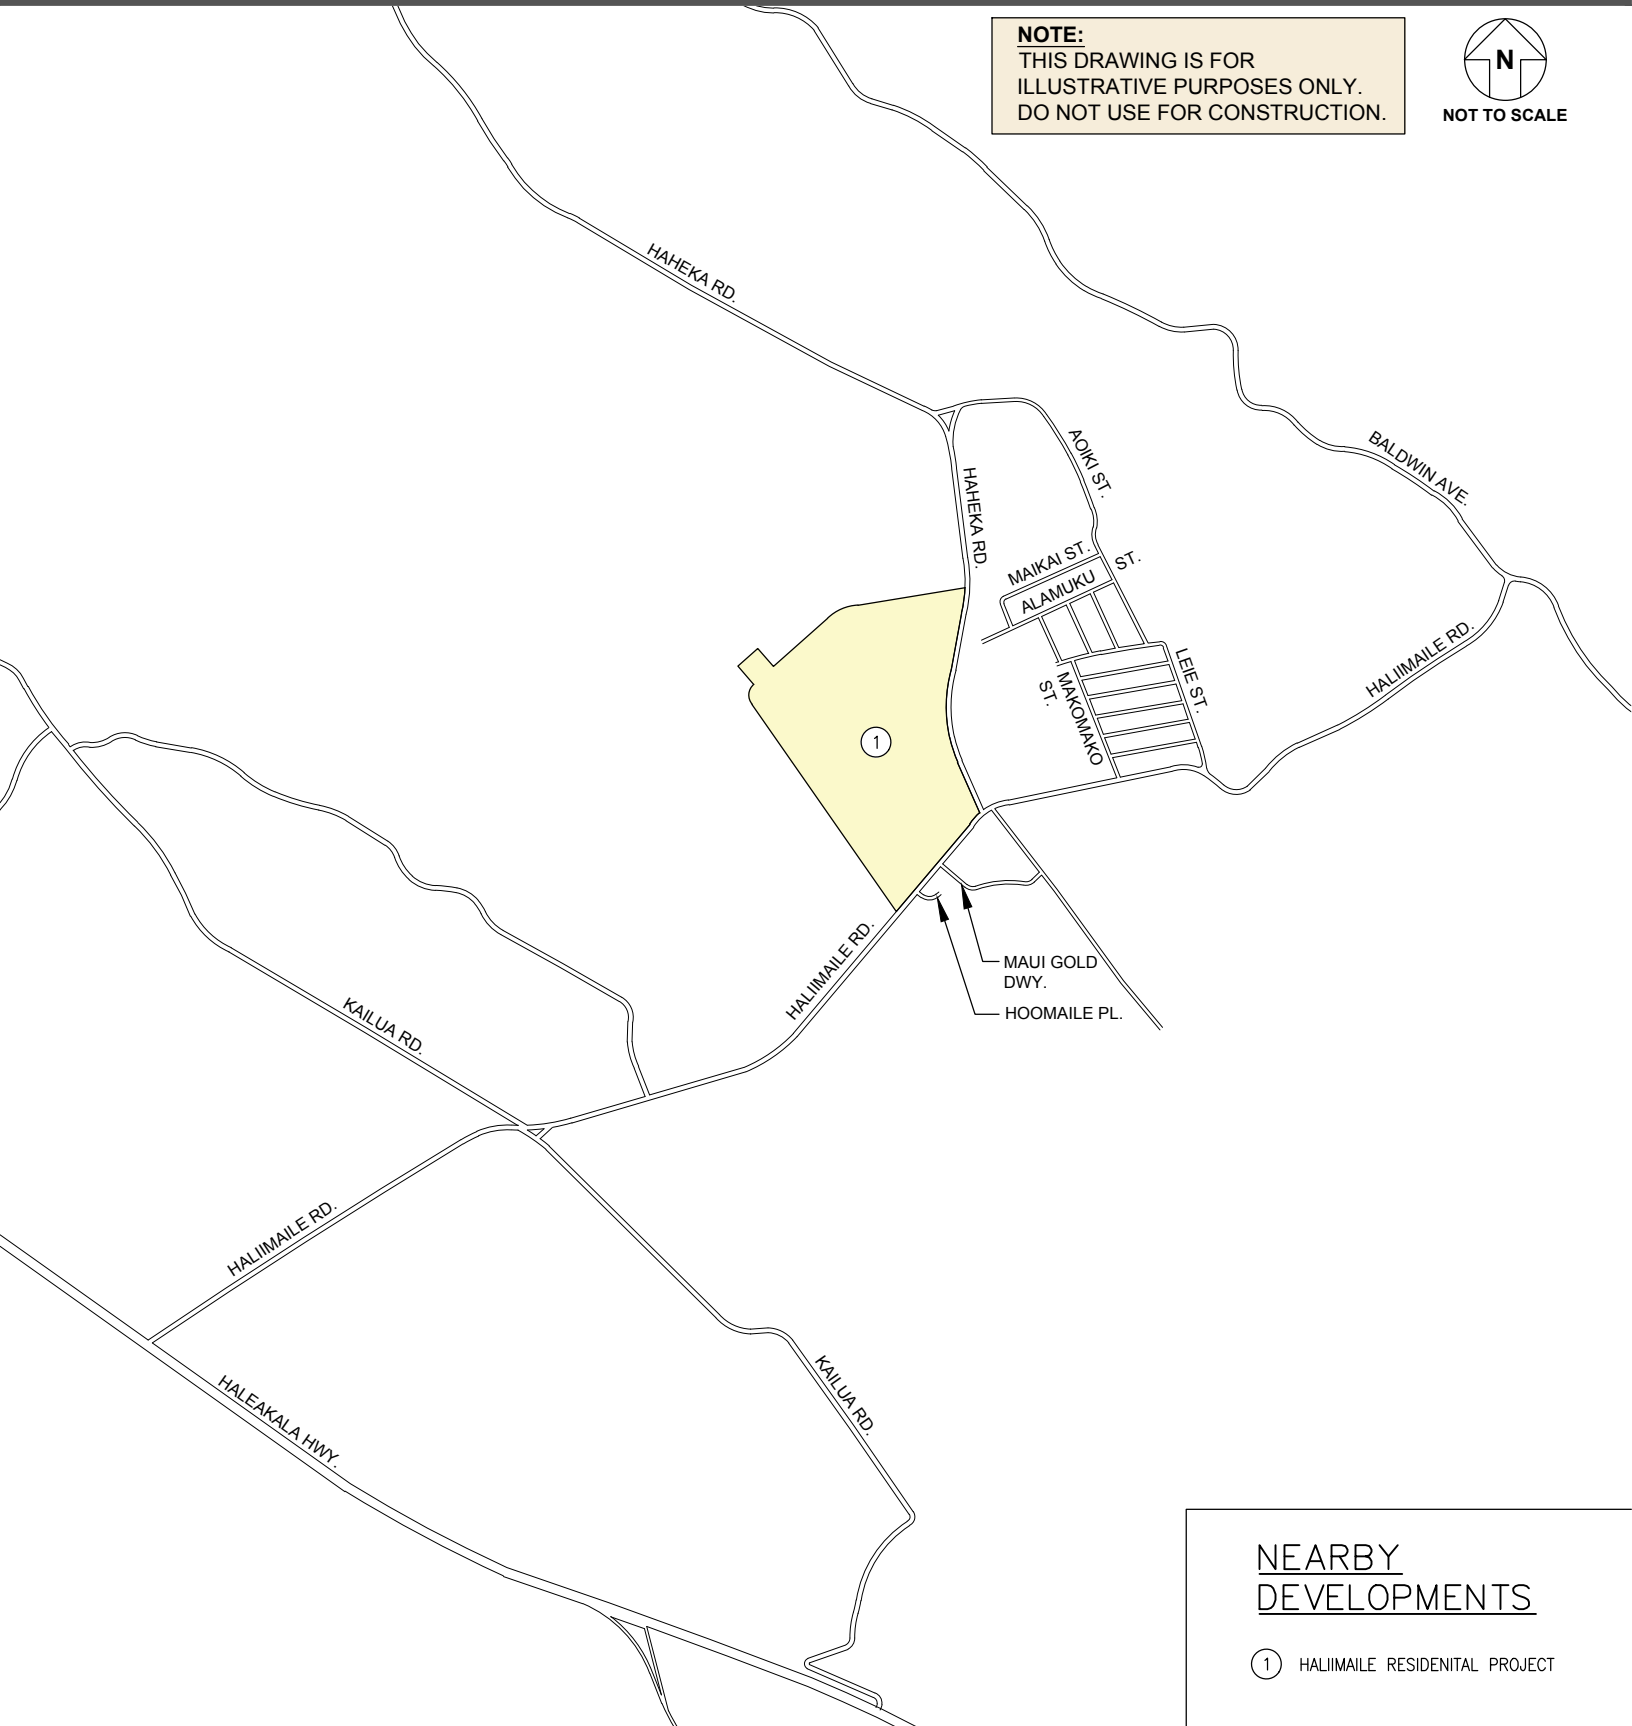 NOTE:
THIS DRAWING IS FOR
ILLUSTRATIVE PURPOSES ONLY.
DO NOT USE FOR CONSTRUCTION.
N
NOT TO SCALE
HAHEKA RD.
BALDWIN AVE.
AOIKI ST.
HAHEKA RD.
MAIKAI ST.
ALAMUKU ST.
HALIIMAILE RD.
LEIE ST.
MAKOMAKO
ST.
1
HALIIMAILE RD.
MAUI GOLD
DWY.
HOOMAILE PL.
KAILUA RD.
HALIIMAILE RD.
KAILUA RD.
HALEAKALA HWY.
NEARBY
DEVELOPMENTS
1 HALIIMAILE RESIDENITAL PROJECT